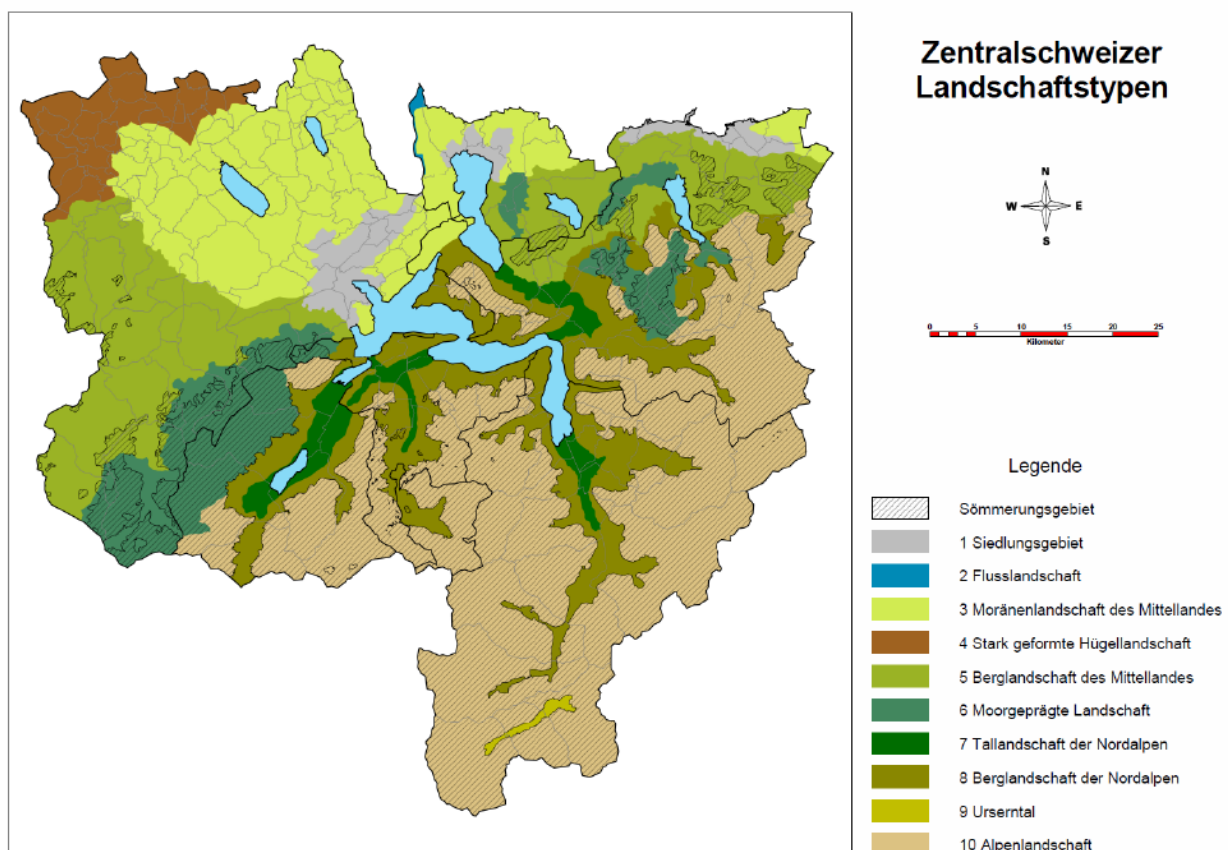 Zentralschweizer
Landschaftstypen
N
W E
S
0 5 10 15 20 25
Kilometer
Legende
Sömmerungsgebiet
1 Siedlungsgebiet
2 Flusslandschaft
3 Moränenlandschaft des Mittellandes
4 Stark geformte Hügellandschaft
5 Berglandschaft des Mittellandes
6 Moorgeprägte Landschaft
7 Tallandschaft der Nordalpen
8 Berglandschaft der Nordalpen
9 Urserntal
10 Alpenlandschaft